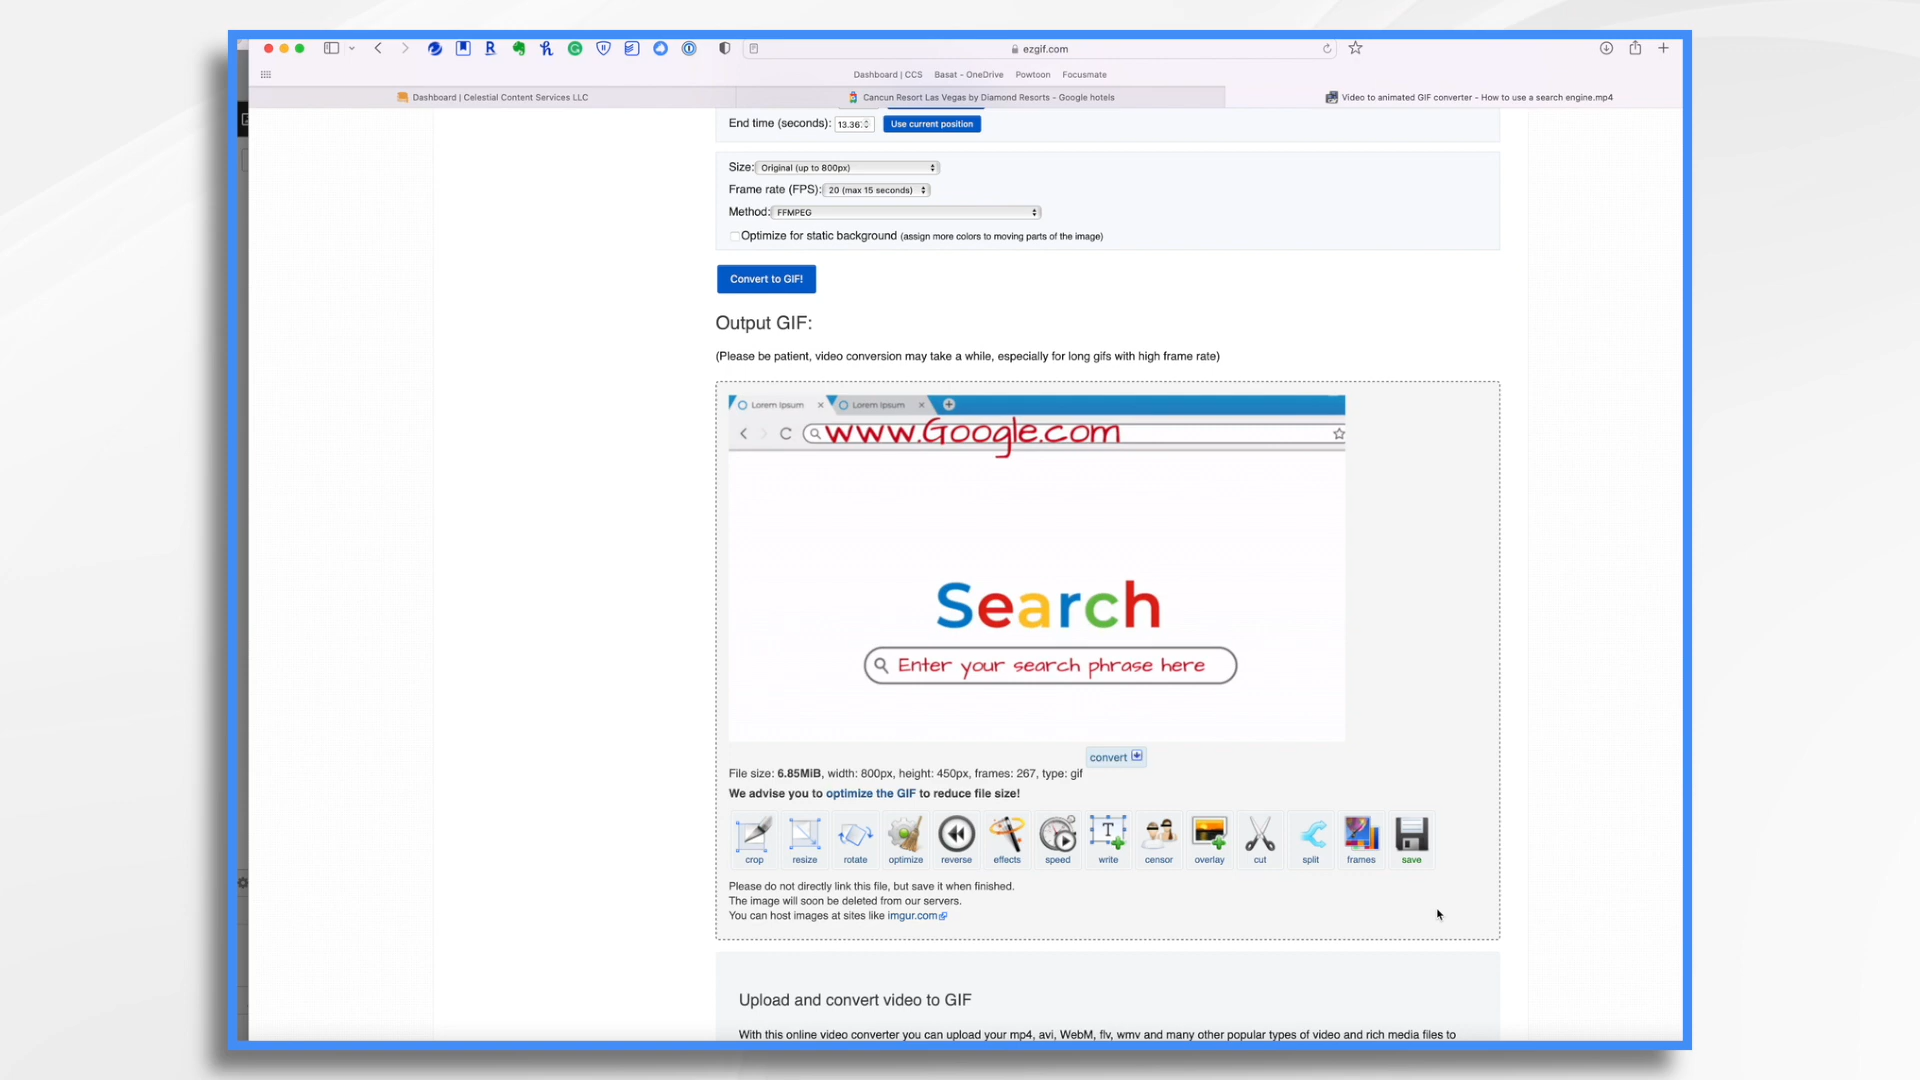 ezgif.com
Dashboard | CCS Basat - OneDrive Powtoon Focusmate
Dashboard | Celestial Content Services LLC
Cancun Resort Las Vegas by Diamond Resorts - Google hotels
Video to animated GIF converter - How to use a search engine.mp4
End time (seconds): 13.36 Use current position
Size: Original (up to 800px)
Frame rate (FPS): 20 (max 15 seconds)
Method: FFMPEG
Optimize for static background (assign more colors to moving parts of the image)
Convert to GIF!
Output GIF:
(Please be patient, video conversion may take a while, especially for long gifs with high frame rate)
Lorem Ipsum Lorem Ipsum
www.Google.com
Search
Enter your search phrase here
convert
File size: 6.85MiB, width: 800px, height: 450px, frames: 267, type: gif
We advise you to optimize the GIF to reduce file size!
crop resize rotate optimize reverse effects speed write censor overlay cut split frames save
Please do not directly link this file, but save it when finished.
The image will soon be deleted from our servers.
You can host images at sites like imgur.com
Upload and convert video to GIF
With this online video converter you can upload your mp4, avi, WebM, flv, wmv and many other popular types of video and rich media files to